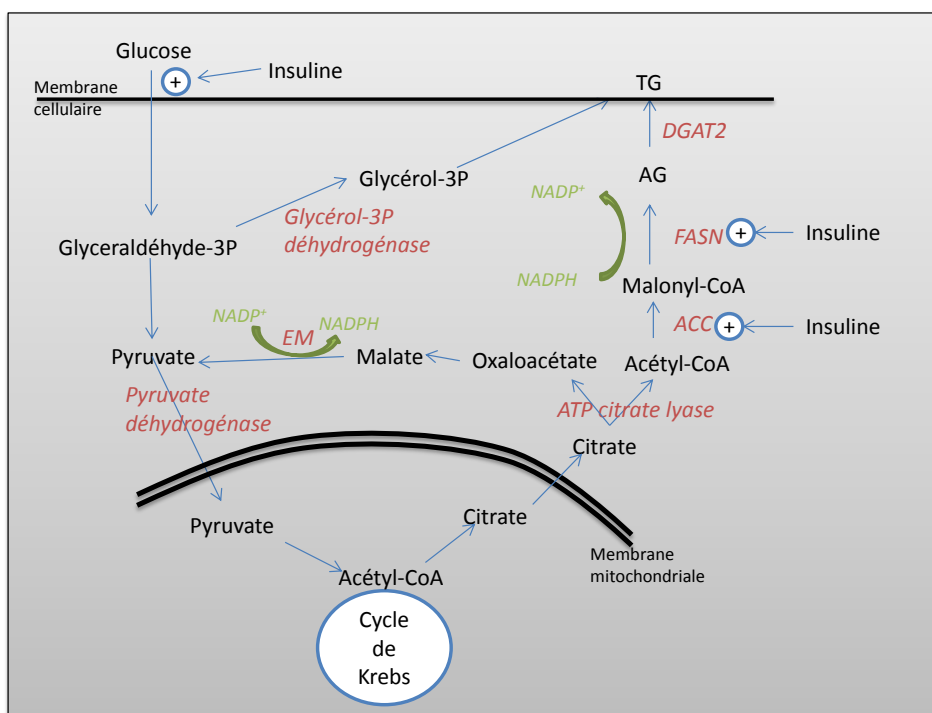 Glucose
+
Insuline
Membrane
cellulaire
TG
DGAT2
Glycérol-3P
AG
NADP+
Glycérol-3P
déhydrogénase
Glyceraldéhyde-3P
FASN
+
Insuline
NADPH
Malonyl-CoA
NADP+
EM
NADPH
ACC
+
Insuline
Pyruvate
Malate
Oxaloacétate
Acétyl-CoA
Pyruvate
déhydrogénase
ATP citrate lyase
Citrate
Pyruvate
Citrate
Membrane
mitochondriale
Acétyl-CoA
Cycle
de
Krebs